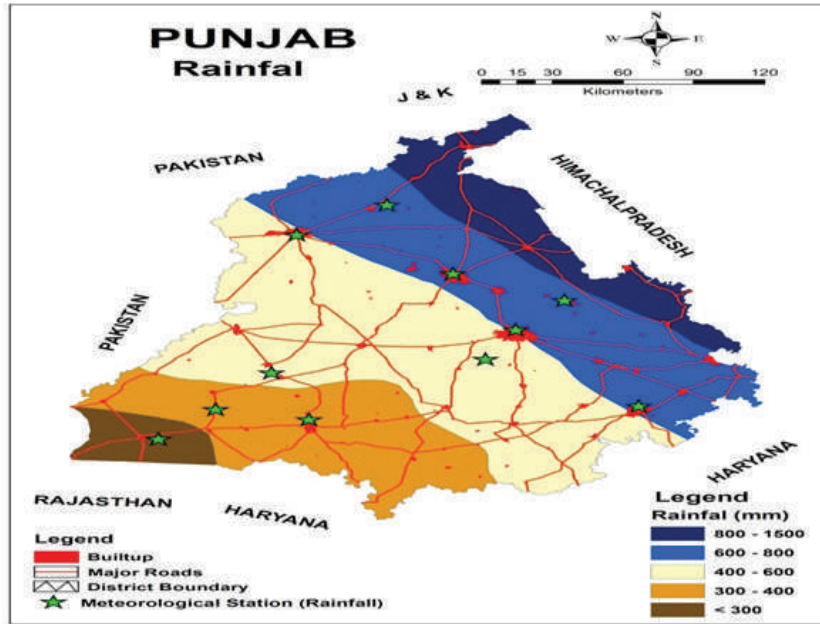 PUNJAB
Rainfal
N
W E
S
0 15 30 60 90 120
Kilometers
J & K
PAKISTAN
HIMACHALPRADESH
PAKISTAN
RAJASTHAN
HARYANA
HARYANA
Legend
Builtup
Major Roads
District Boundary
Meteorological Station (Rainfall)
Legend
Rainfal (mm)
800 - 1500
600 - 800
400 - 600
300 - 400
< 300